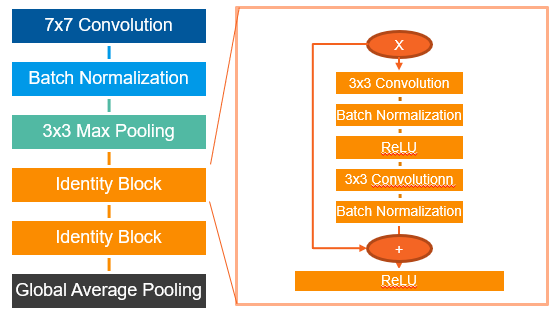 7x7 Convolution
Batch Normalization
3x3 Max Pooling
Identity Block
Identity Block
Global Average Pooling
X
3x3 Convolution
Batch Normalization
ReLU
3x3 Convolutionn
Batch Normalization
+
ReLU